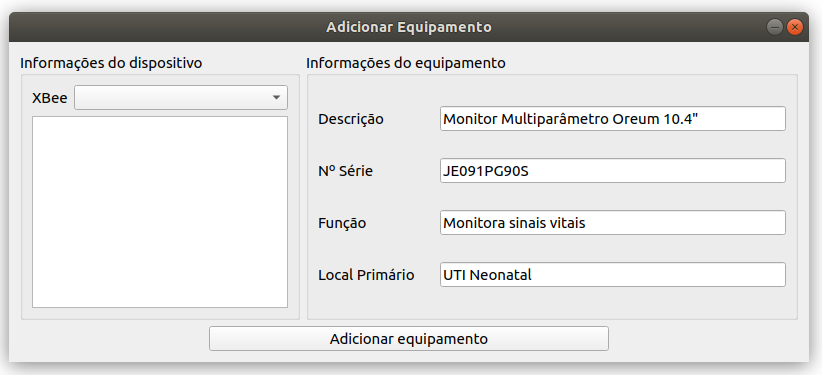 Adicionar Equipamento
Informações do dispositivo
XBee
Informações do equipamento
Descrição Monitor Multiparâmetro Oreum 10.4"
Nº Série JE091PG90S
Função Monitora sinais vitais
Local Primário UTI Neonatal
Adicionar equipamento